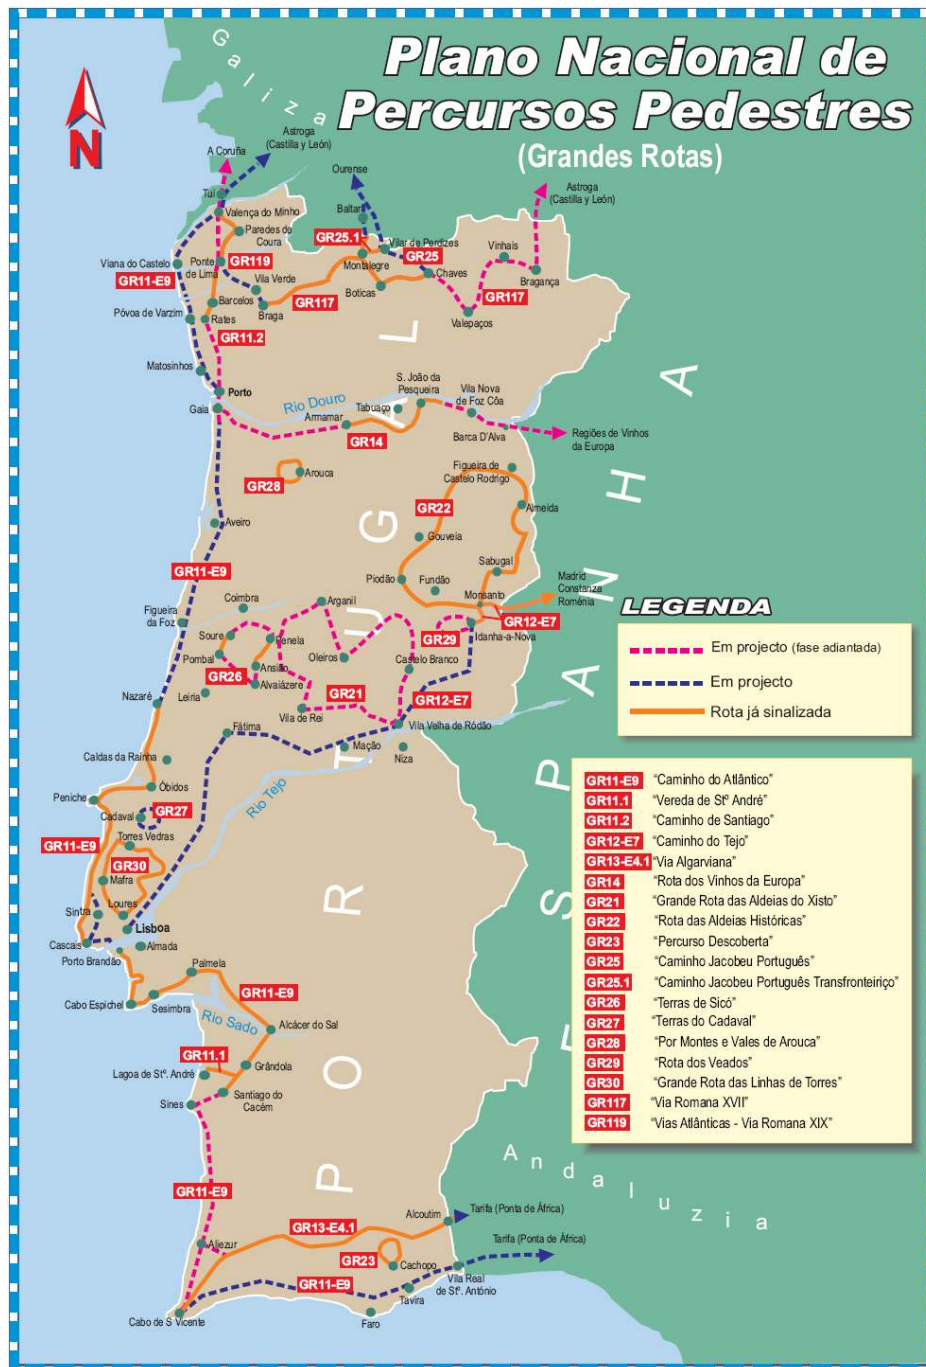 Plano Nacional de
Percursos Pedestres
(Grandes Rotas)
N
Galiza
Astroga
(Castilla y León)
A Coruña
Tui
Valença do Minho
Paredes de
Coura
Ourense
Baltar
GR25.1
Vilar de Perdizes
GR25
Montalegre
Boticas
Chaves
Astroga
(Castilla y León)
Vinhais
Bragança
GR117
Valepaços
Viana do Castelo
GR11-E9
Ponte
de Lima
GR119
Vila Verde
Barcelos
Braga
GR117
Póvoa de Varzim
Rates
GR11.2
Matosinhos
Porto
Gaia
Rio Douro
Armamar
Tabuaço
S. João da
Pesqueira
Vila Nova
de Foz Côa
Barca D'Alva
Regiões de Vinhos
da Europa
GR14
Arouca
GR28
Figueira de
Castelo Rodrigo
GR22
Almeida
Aveiro
Gouveia
Sabugal
Piodão
Fundão
Monsanto
Madrid
Constanza
Roménia
GR12-E7
GR11-E9
Coimbra
Arganil
Figueira
da Foz
Soure
Penela
Oleiros
GR29
Idanha-a-Nova
Pombal
Ansião
Castelo Branco
GR26
Alvaiázere
GR21
GR12-E7
Leiria
Nazaré
Vila de Rei
Fátima
Vila Velha de Ródão
Mação
Niza
Caldas da Raínha
Óbidos
Peniche
Rio Tejo
Cadaval
GR27
Torres Vedras
GR11-E9
GR30
Mafra
Sintra
Loures
Lisboa
Cascais
Almada
Porto Brandão
Palmela
GR11-E9
Cabo Espichel
Sesimbra
Rio Sado
Alcácer do Sal
GR11.1
Grândola
Lagoa de Stº. André
Santiago do
Cacém
Sines
GR11-E9
Alcoutim
Tarifa (Ponta de África)
GR13-E4.1
Aliezur
GR23
Cachopo
Tarifa (Ponta de África)
GR11-E9
Vila Real
de Stº. António
Tavira
Cabo de S Vicente
Faro
PORTUGAL
ESPANHA
Andaluzia
LEGENDA
Em projecto (fase adiantada)
Em projecto
Rota já sinalizada
GR11-E9 "Caminho do Atlântico"
GR11.1 "Vereda de Stº André"
GR11.2 "Caminho de Santiago"
GR12-E7 "Caminho do Tejo"
GR13-E4.1 "Via Algarviana"
GR14 "Rota dos Vinhos da Europa"
GR21 "Grande Rota das Aldeias do Xisto"
GR22 "Rota das Aldeias Históricas"
GR23 "Percurso Descoberta"
GR25 "Caminho Jacobeu Português"
GR25.1 "Caminho Jacobeu Português Transfronteiriço"
GR26 "Terras de Sicó"
GR27 "Terras do Cadaval"
GR28 "Por Montes e Vales de Arouca"
GR29 "Rota dos Veados"
GR30 "Grande Rota das Linhas de Torres"
GR117 "Via Romana XVII"
GR119 "Vias Atlânticas - Via Romana XIX"